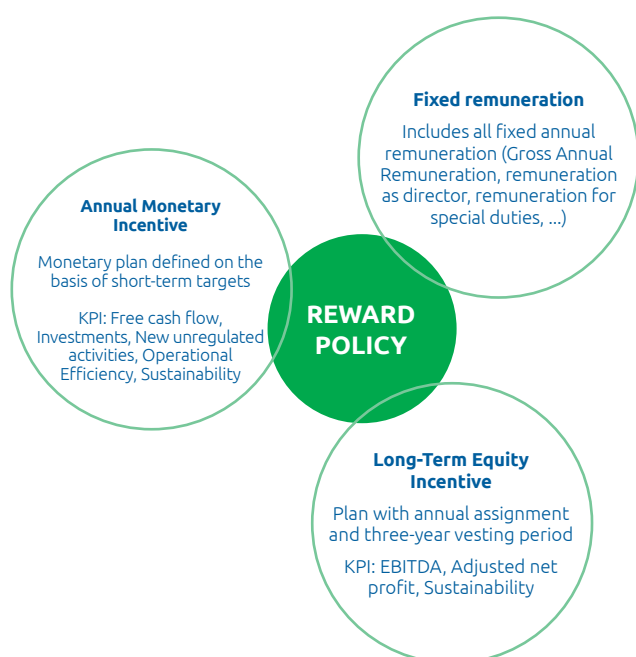 Fixed remuneration
Includes all fixed annual
remuneration (Gross Annual
Remuneration, remuneration
as director, remuneration for
special duties, ...)
Annual Monetary
Incentive
Monetary plan defined on the
basis of short-term targets
KPI: Free cash flow,
Investments, New unregulated
activities, Operational
Efficiency, Sustainability
REWARD
POLICY
Long-Term Equity
Incentive
Plan with annual assignment
and three-year vesting period
KPI: EBITDA, Adjusted net
profit, Sustainability